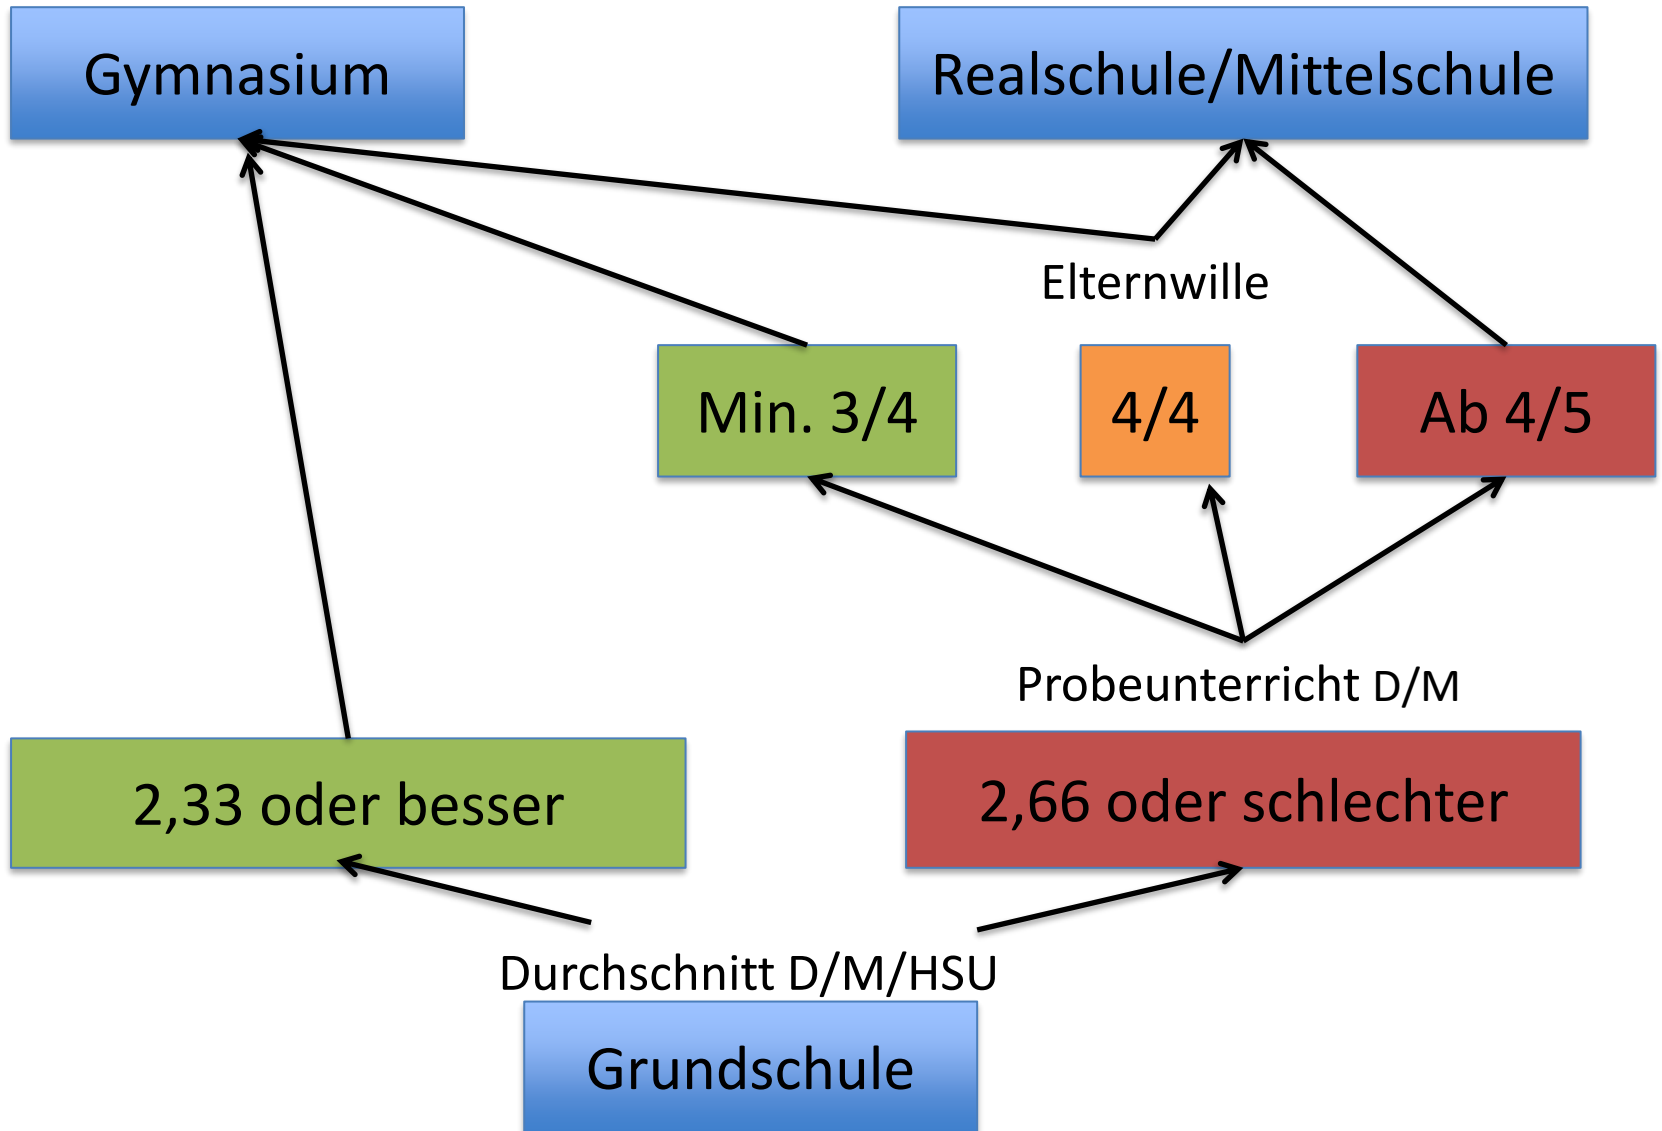 Gymnasium
Realschule/Mittelschule
Elternwille
Min. 3/4
4/4
Ab 4/5
Probeunterricht D/M
2,33 oder besser
2,66 oder schlechter
Durchschnitt D/M/HSU
Grundschule